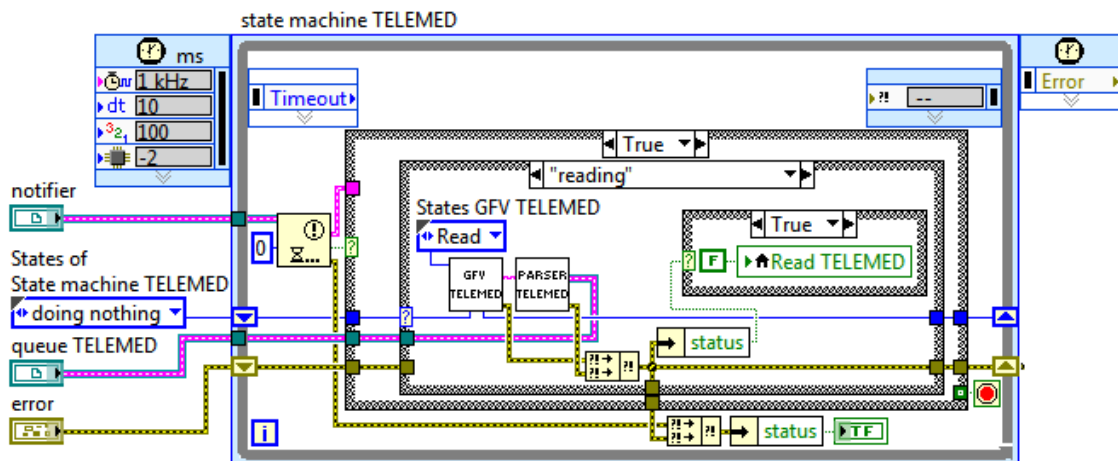 state machine TELEMED
ms
1 kHz
dt 10
321 100
-2
Timeout
?! --
Error
True
"reading"
notifier
States GFV TELEMED
Read
True
0
?
?
F
Read TELEMED
States of
State machine TELEMED
doing nothing
GFV
TELEMED
PARSER
TELEMED
?
queue TELEMED
status
?!
?!
?!
error
i
?!
?!
?!
status
TF